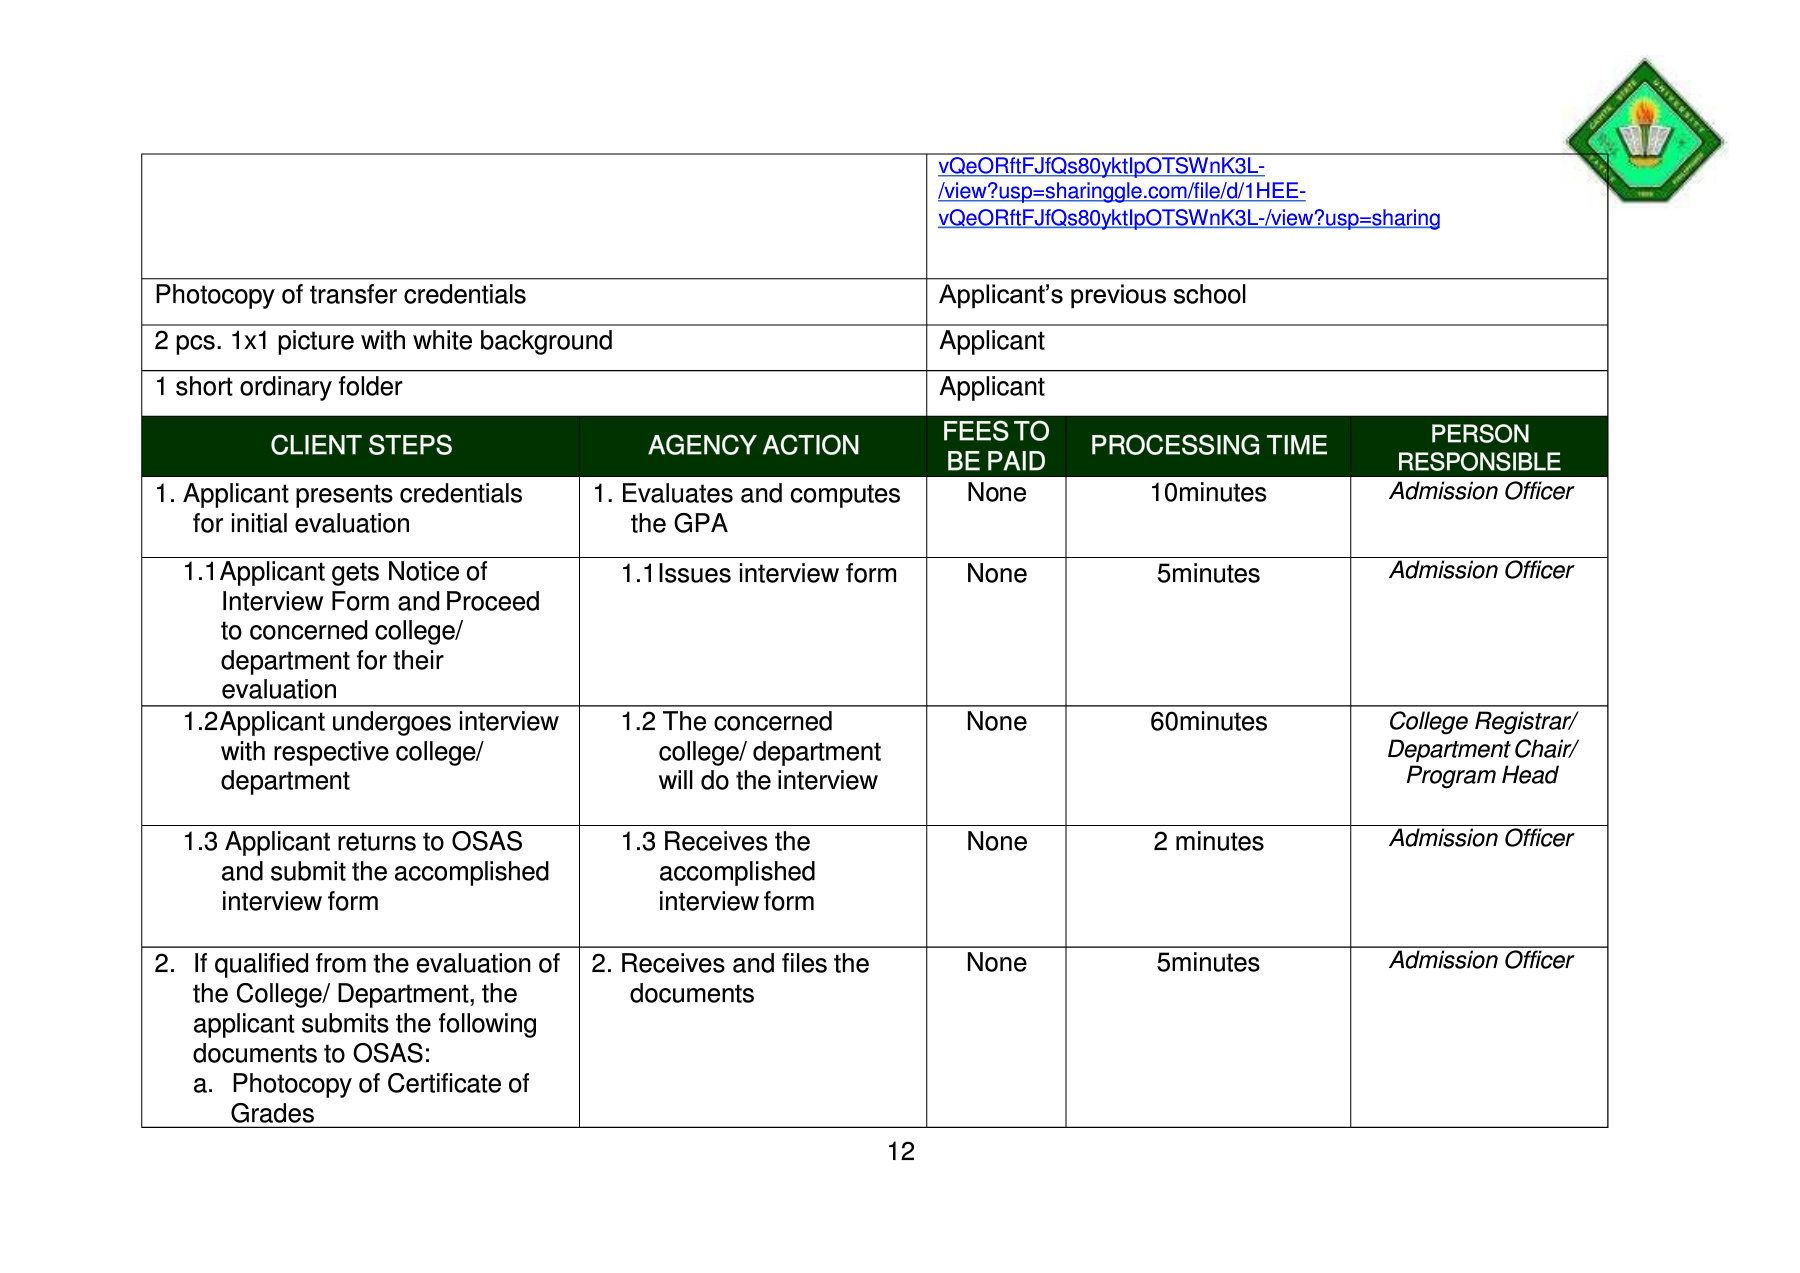 CAVITE STATE UNIVERSITY
vQeORftFJfQs80yktIpOTSWnK3L-
/view?usp=sharinggle.com/file/d/1HEE-
vQeORftFJfQs80yktIpOTSWnK3L-/view?usp=sharing
Photocopy of transfer credentials
Applicant’s previous school
2 pcs. 1x1 picture with white background
Applicant
1 short ordinary folder
Applicant
CLIENT STEPS
AGENCY ACTION
FEES TO
BE PAID
PROCESSING TIME
PERSON
RESPONSIBLE
1. Applicant presents credentials
for initial evaluation
1. Evaluates and computes
the GPA
None
10minutes
Admission Officer
1.1Applicant gets Notice of
Interview Form and Proceed
to concerned college/
department for their
evaluation
1.1Issues interview form
None
5minutes
Admission Officer
1.2Applicant undergoes interview
with respective college/
department
1.2 The concerned
college/ department
will do the interview
None
60minutes
College Registrar/
Department Chair/
Program Head
1.3 Applicant returns to OSAS
and submit the accomplished
interview form
1.3 Receives the
accomplished
interview form
None
2 minutes
Admission Officer
2. If qualified from the evaluation of
the College/ Department, the
applicant submits the following
documents to OSAS:
a. Photocopy of Certificate of
Grades
2. Receives and files the
documents
None
5minutes
Admission Officer
12